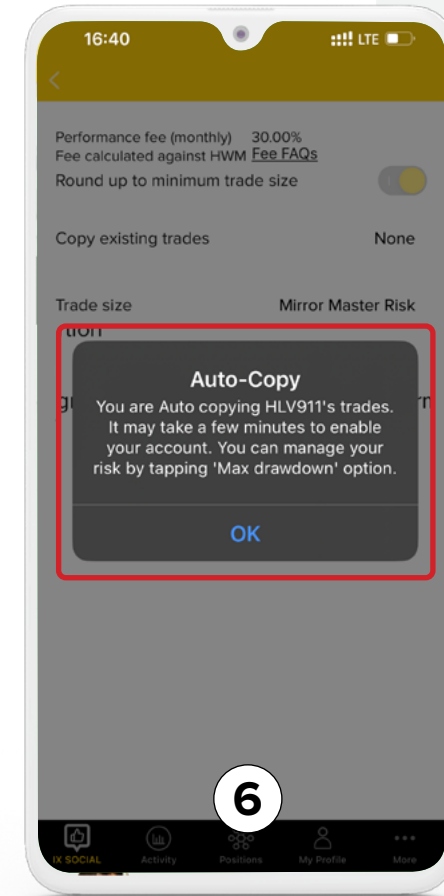 16:40 LTE
Performance fee (monthly) 30.00%
Fee calculated against HWM Fee FAQs
Round up to minimum trade size
Copy existing trades None
Trade size Mirror Master Risk
Auto-Copy
You are Auto copying HLV911's trades.
It may take a few minutes to enable
your account. You can manage your
risk by tapping 'Max drawdown' option.
OK
6
IX SOCIAL Activity Positions My Profile More